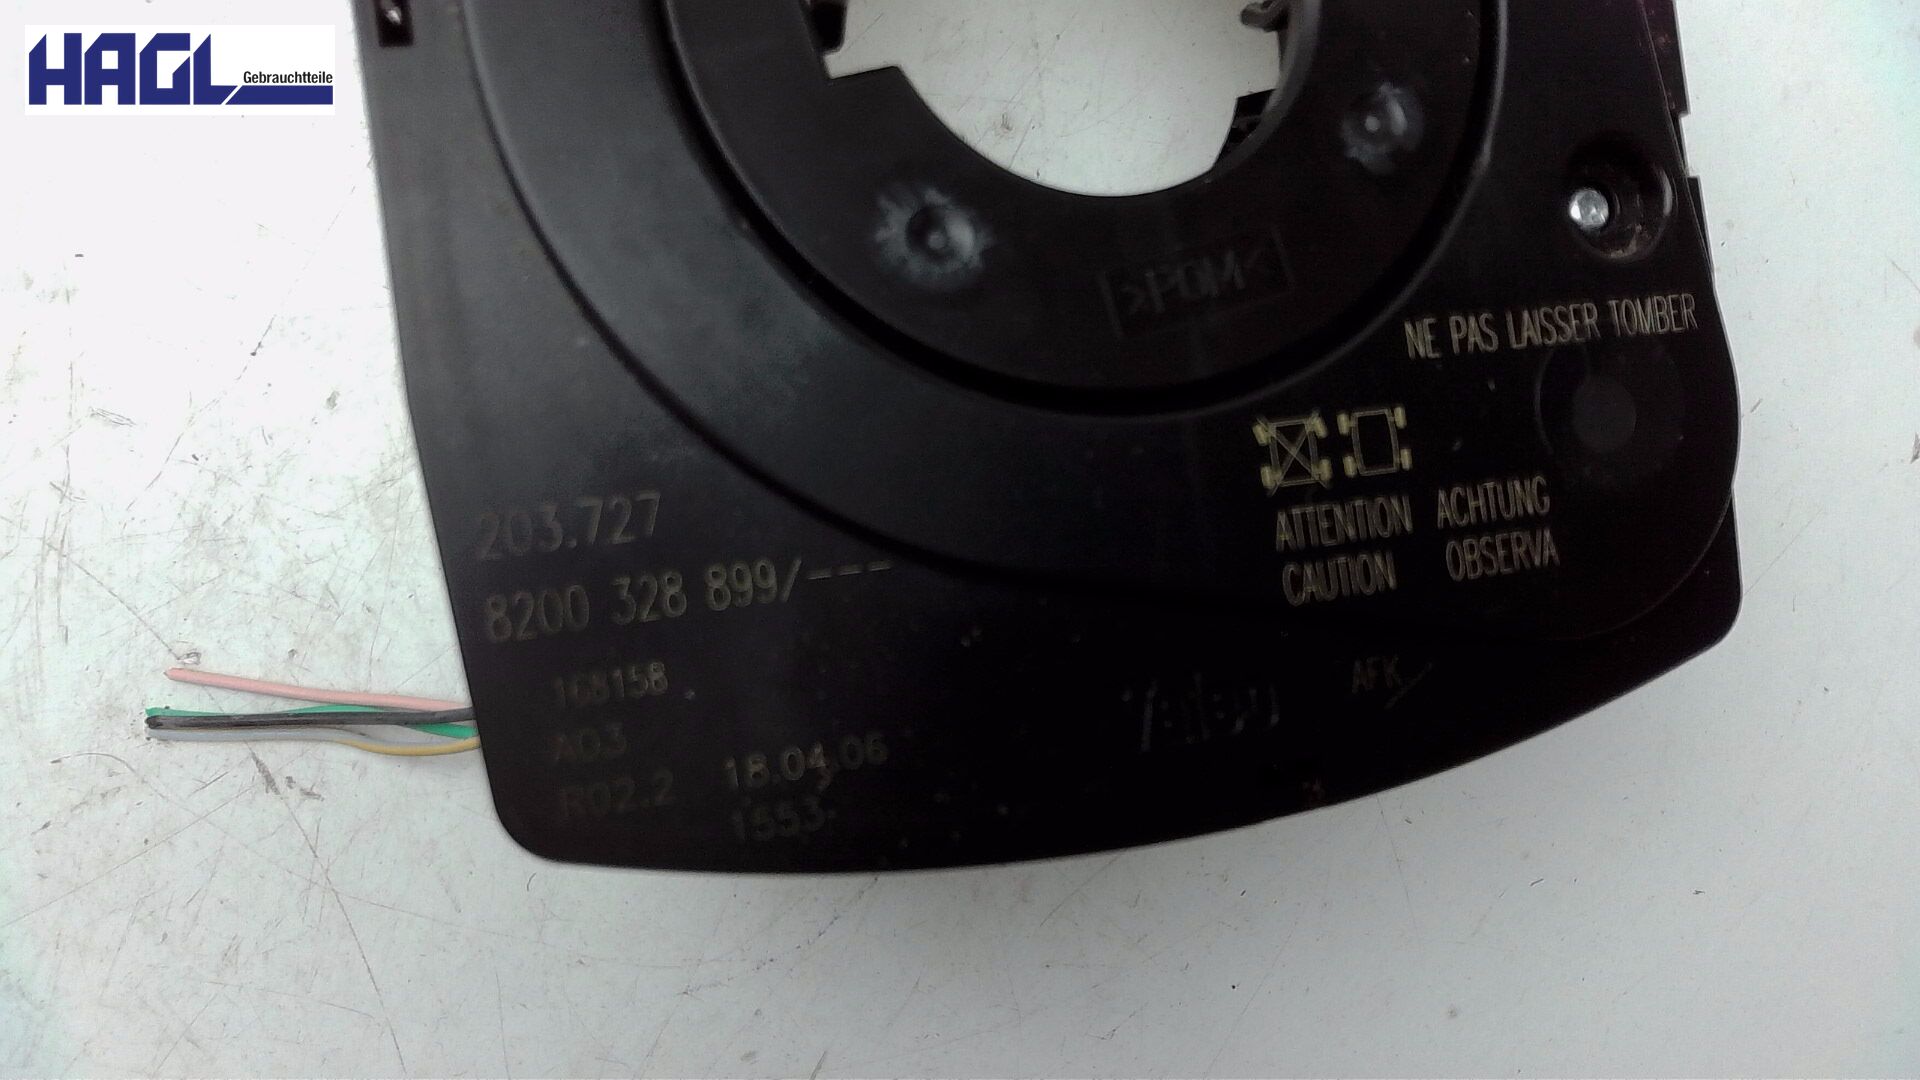 HAGL
Gebrauchtteile
>POM<
NE PAS LAISSER TOMBER
ATTENTION ACHTUNG
CAUTION OBSERVA
203.727
8200 328 899/---
168158
A03
R02.2 18.04.06
1553
Valeo
AFK